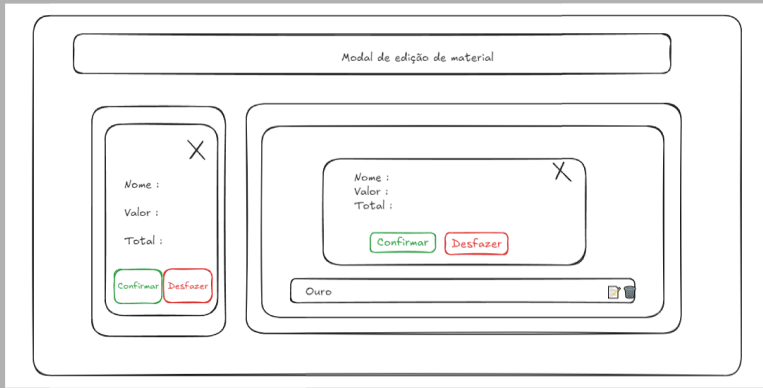 Modal de edição de material
Nome :
Valor :
Total :
Confirmar
Desfazer
Nome :
Valor :
Total :
Confirmar
Desfazer
Ouro